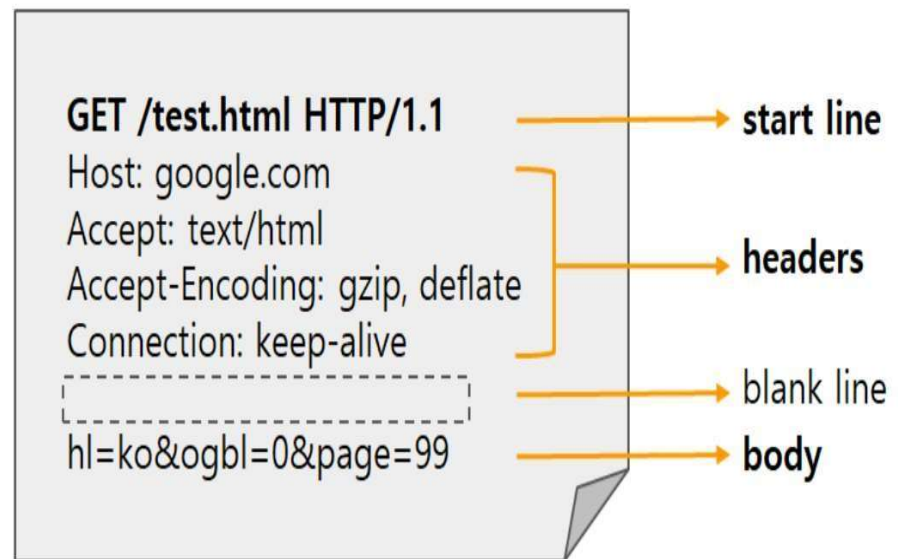 GET /test.html HTTP/1.1
start line
Host: google.com
Accept: text/html
Accept-Encoding: gzip, deflate
Connection: keep-alive
headers
blank line
hl=ko&ogbl=0&page=99
body